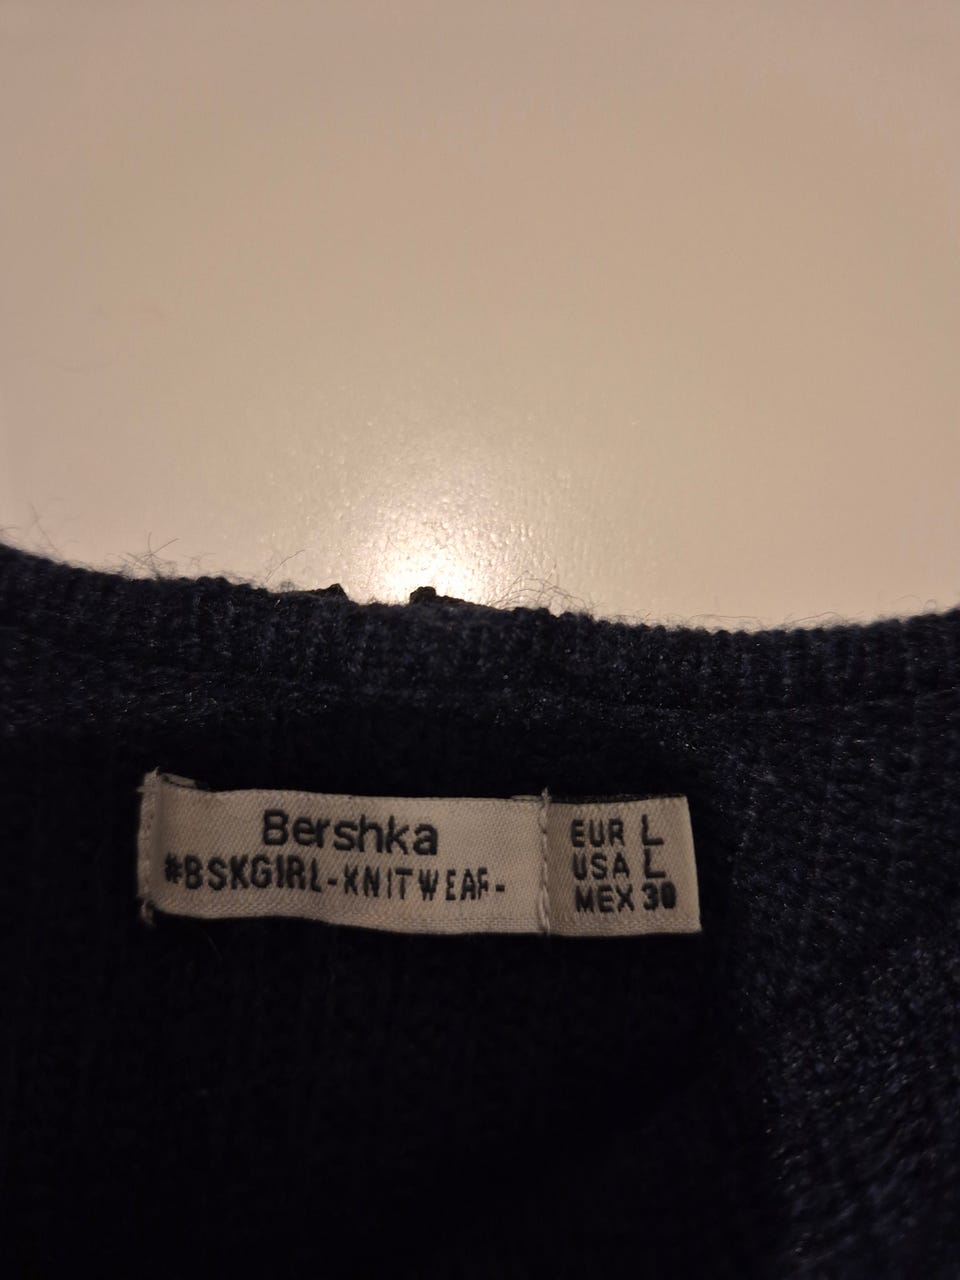 Bershka
#BSKGIRL-KNITWEAR-
EUR L
USA L
MEX 30